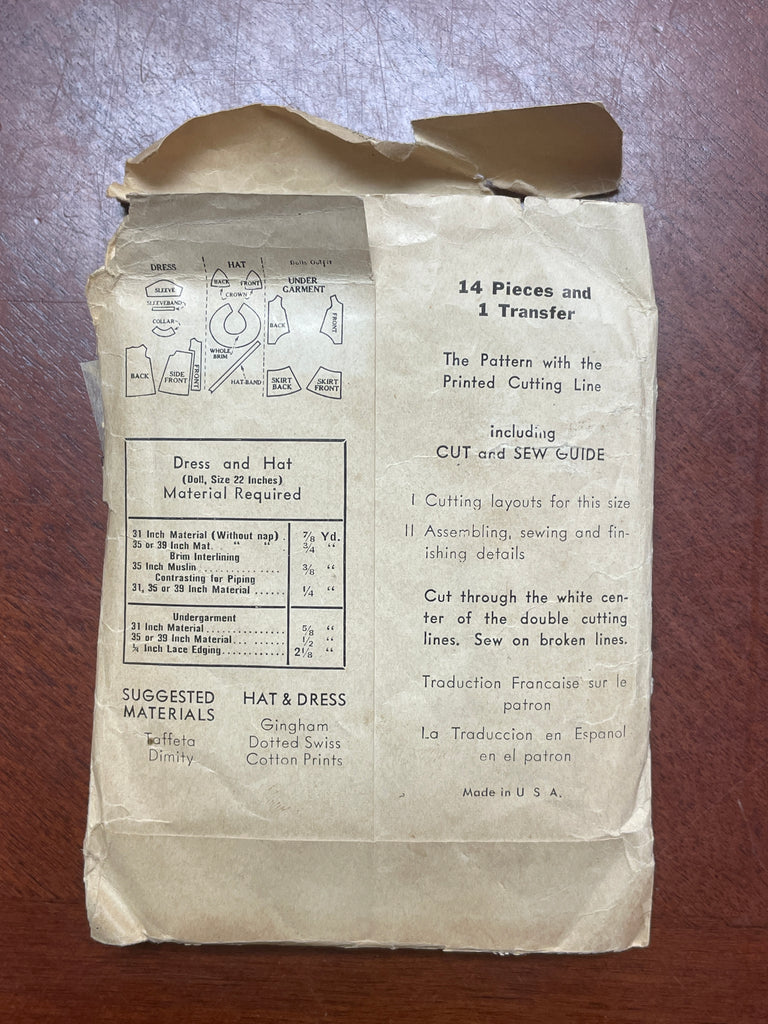 DRESS
SLEEVE
SLEEVEBAND
COLLAR
BACK
SIDE
FRONT
FRONT
HAT
BACK
FRONT
CROWN
WHOLE
BRIM
HAT-BAND
Dolls Outfit
UNDER
GARMENT
BACK
FRONT
SKIRT
BACK
SKIRT
FRONT
Dress and Hat
(Doll, Size 22 Inches)
Material Required
31 Inch Material (Without nap) . 7/8 Yd.
35 or 39 Inch Mat. “ “ . 3/4 “
Brim Interlining
35 Inch Muslin .............. 3/8 “
Contrasting for Piping
31, 35 or 39 Inch Material ...... 1/4 “
Undergarment
31 Inch Material ............. 5/8 “
35 or 39 Inch Material... ...... 1/2 “
Inch Lace Edging ........... 2 1/8 “
SUGGESTED
MATERIALS
Taffeta
Dimity
HAT & DRESS
Gingham
Dotted Swiss
Cotton Prints
14 Pieces and
1 Transfer
The Pattern with the
Printed Cutting Line
including
CUT and SEW GUIDE
I Cutting layouts for this size
II Assembling, sewing and fin-
ishing details
Cut through the white cen-
ter of the double cutting
lines. Sew on broken lines.
Traduction Francaise sur le
patron
La Traduccion en Espanol
en el patron
Made in U S A.